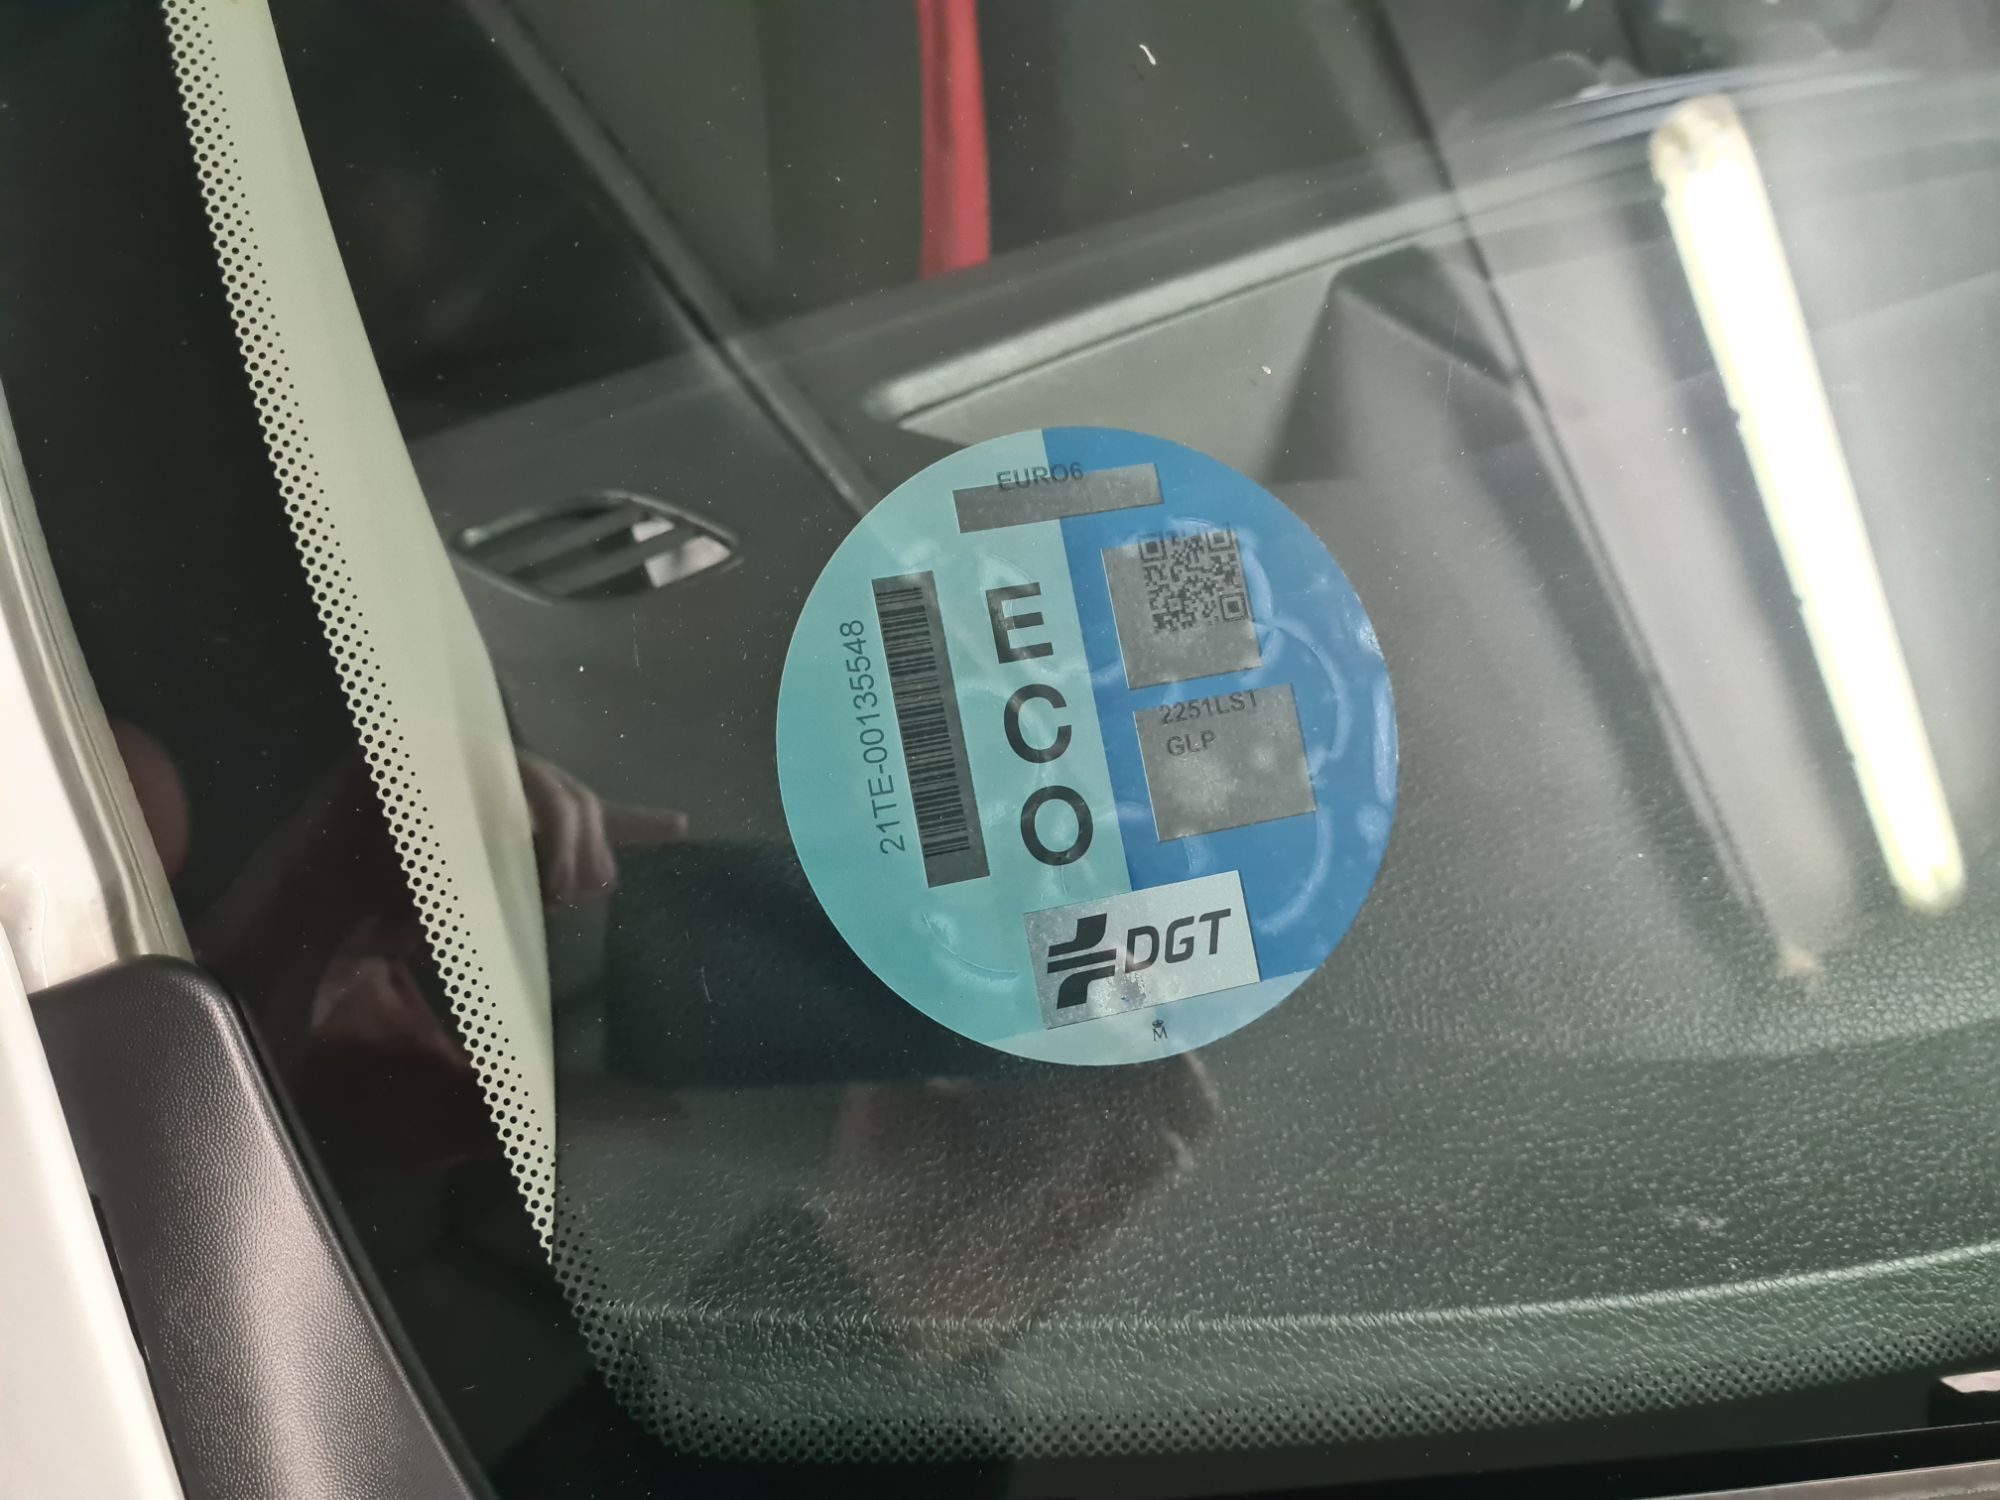 EURO6
21TE-00135548
ECO
2251LST
GLP
DGT
M